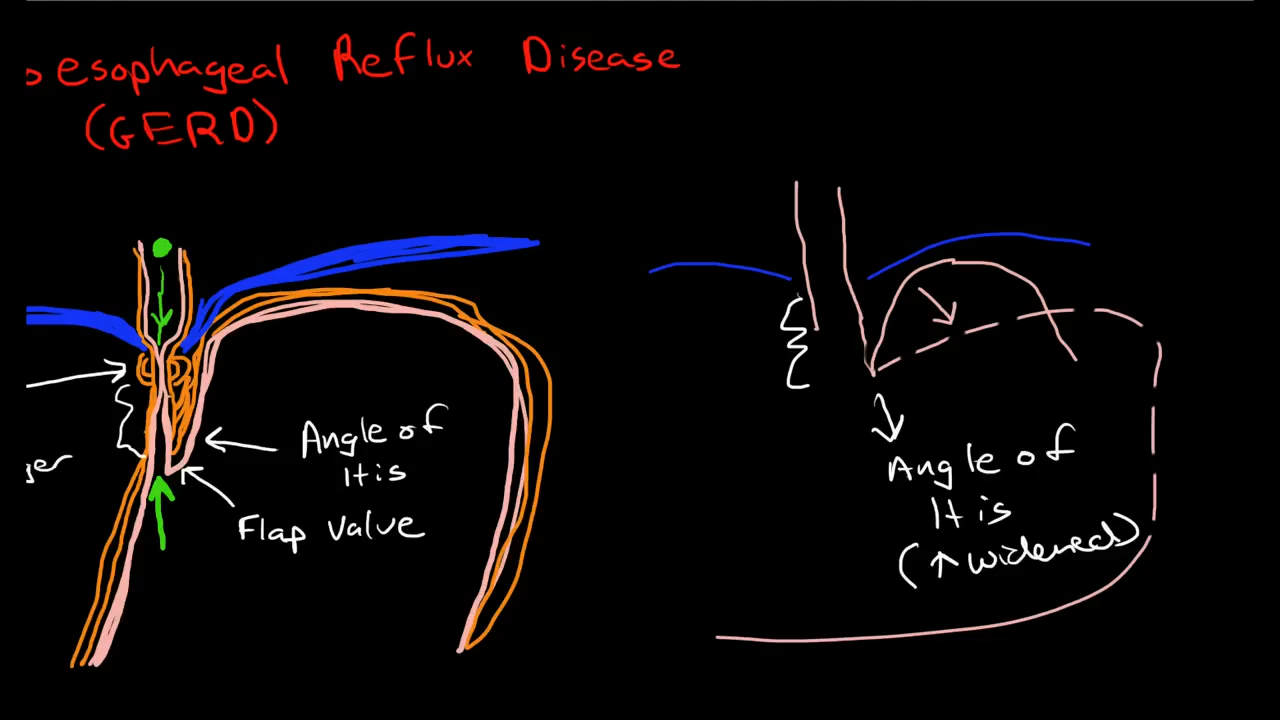 esophageal Reflux Disease
(GERD)
Angle of
His
Flap Valve
Angle of
His
(↑ widened)